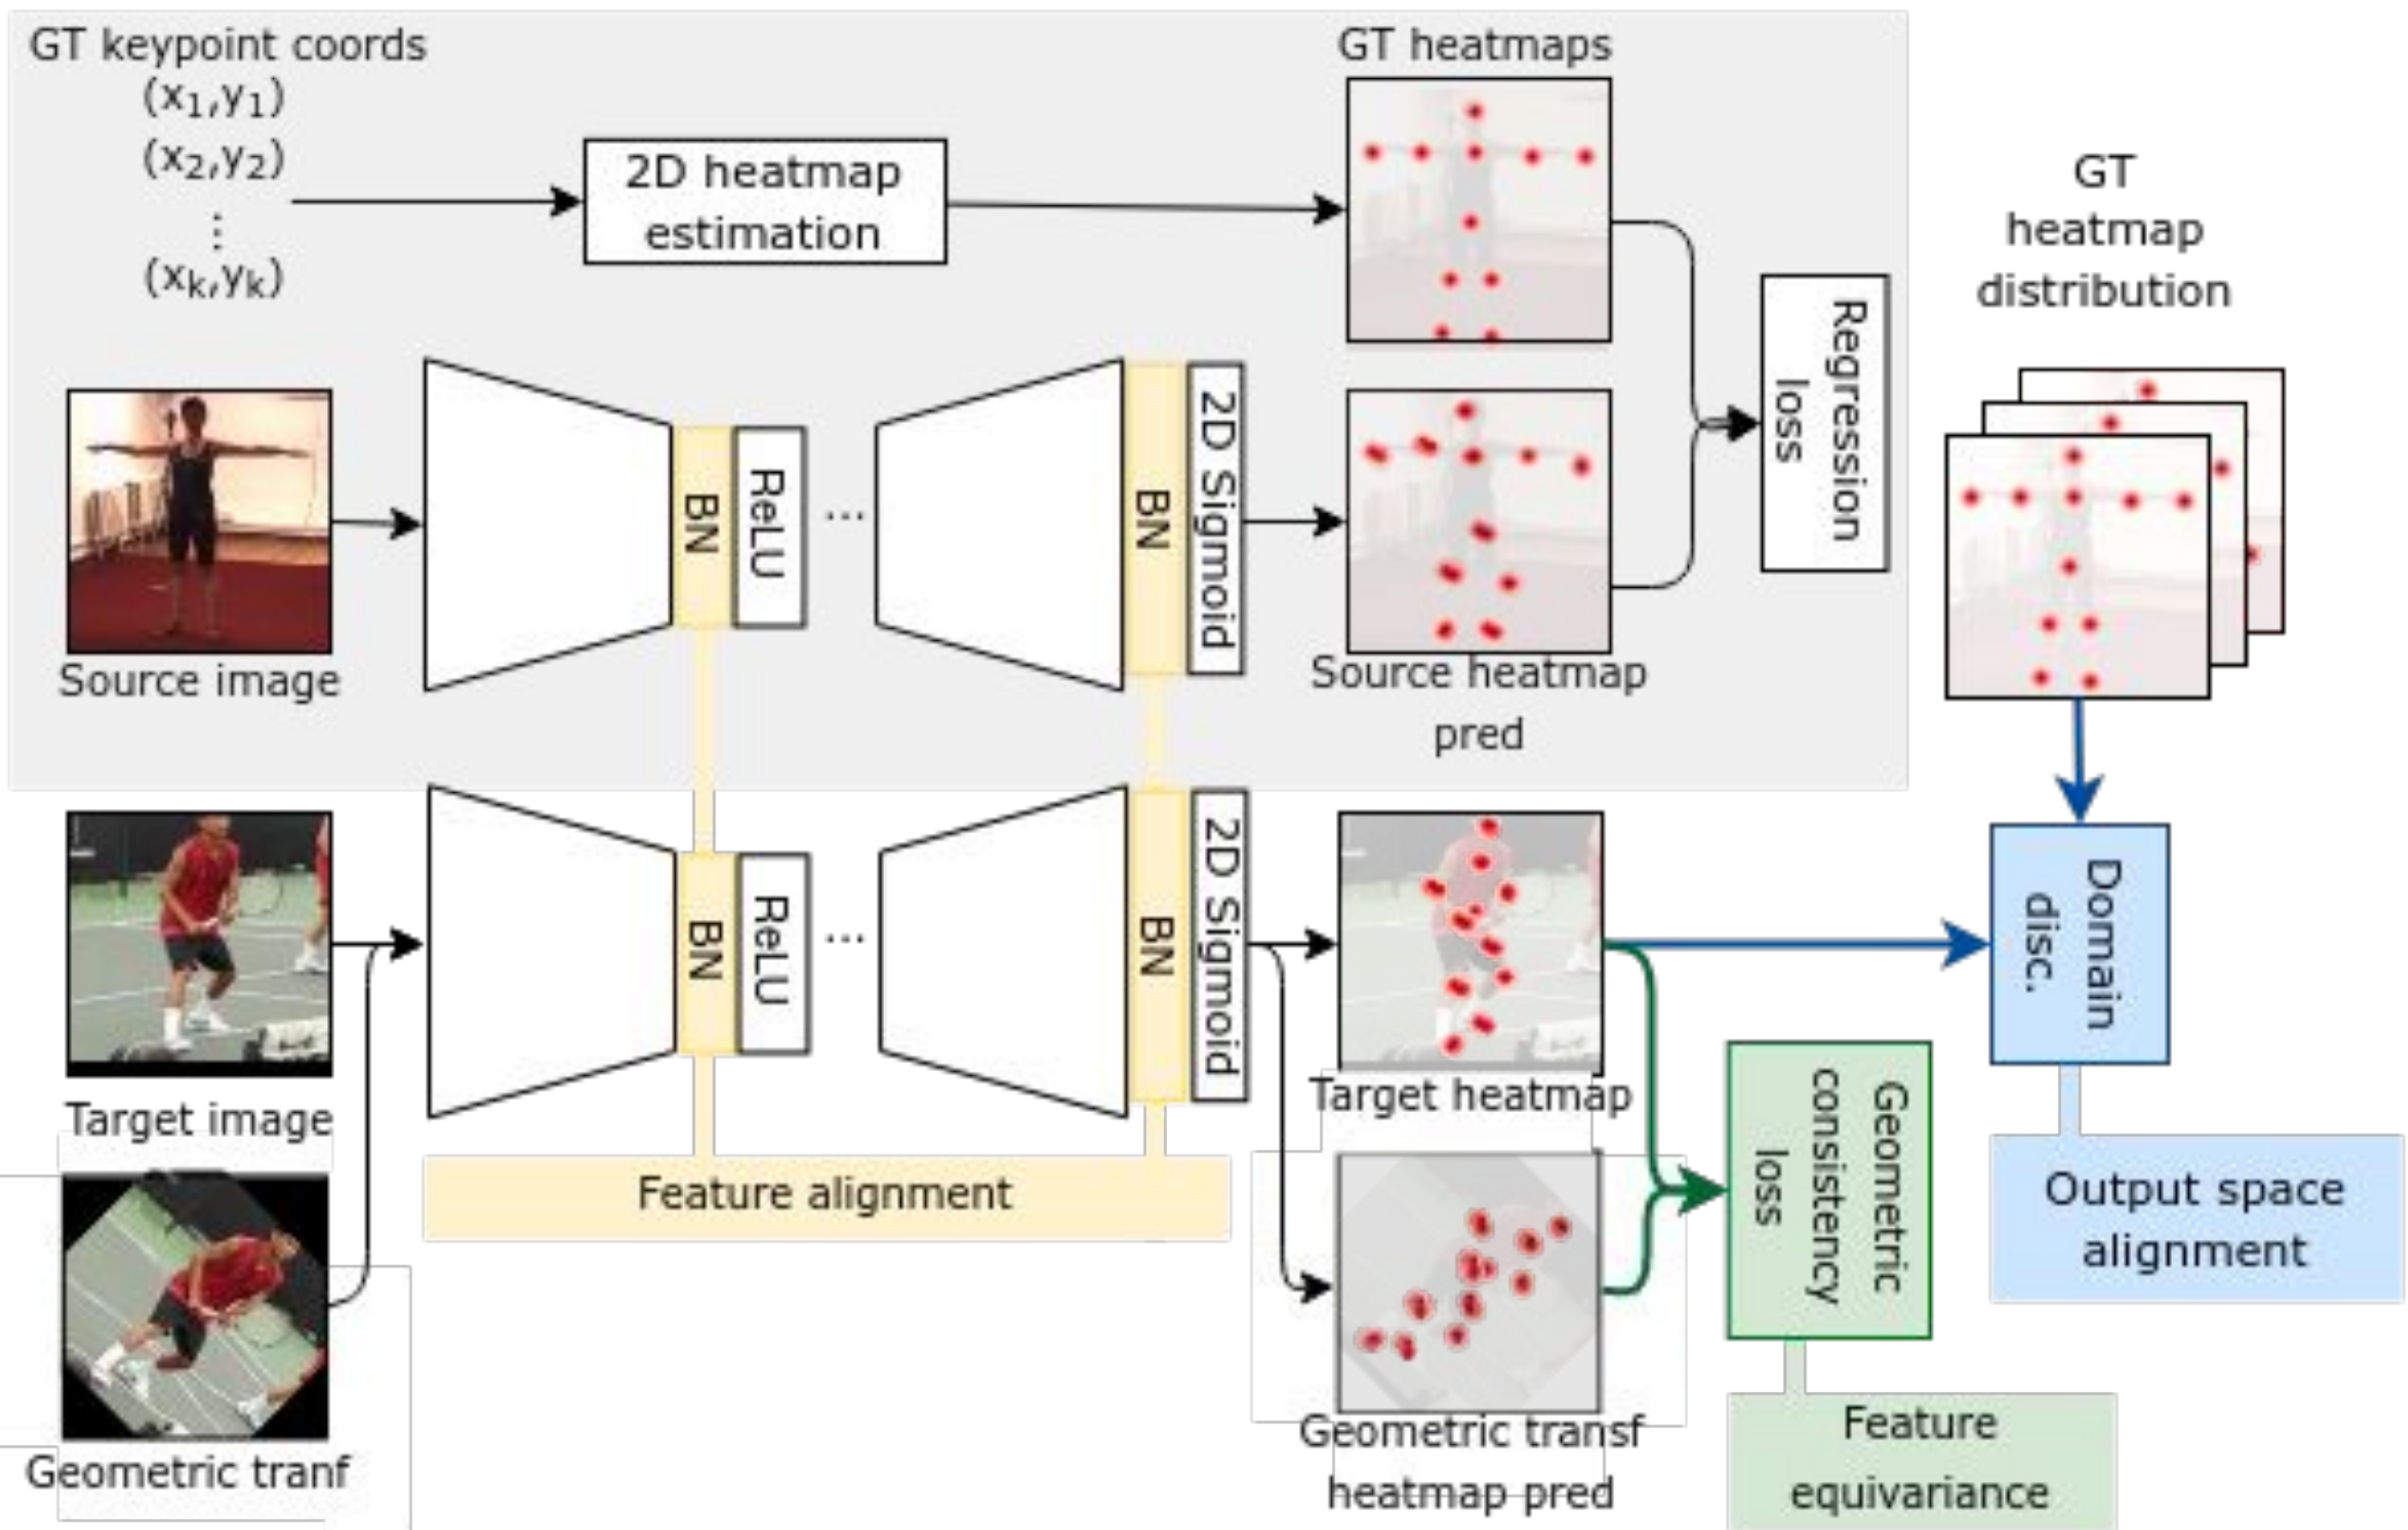 GT keypoint coords
(x1,y1)
(x2,y2)
⋮
(xk,yk)
2D heatmap
estimation
GT heatmaps
Regression
loss
GT
heatmap
distribution
Source image
BN
ReLU
...
BN
2D Sigmoid
Source heatmap
pred
Target image
BN
ReLU
...
BN
2D Sigmoid
Target heatmap
Domain
disc.
Geometric
consistency
loss
Feature alignment
Output space
alignment
Geometric tranf
Geometric transf
heatmap pred
Feature
equivariance